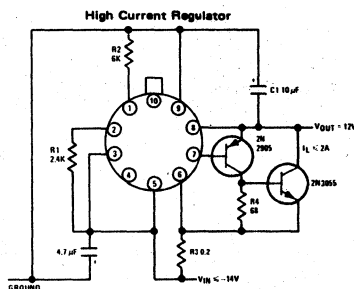 High Current Regulator
R2
6K
C1 10 µF
+
10
1
9
2
8
3
7
4
5
6
R1
2.4K
VOUT = 12V
2N
2905
IL ≤ 2A
2N3055
R4
68
4.7 µF
+
R3 0.2
VIN ≤ -14V
GROUND